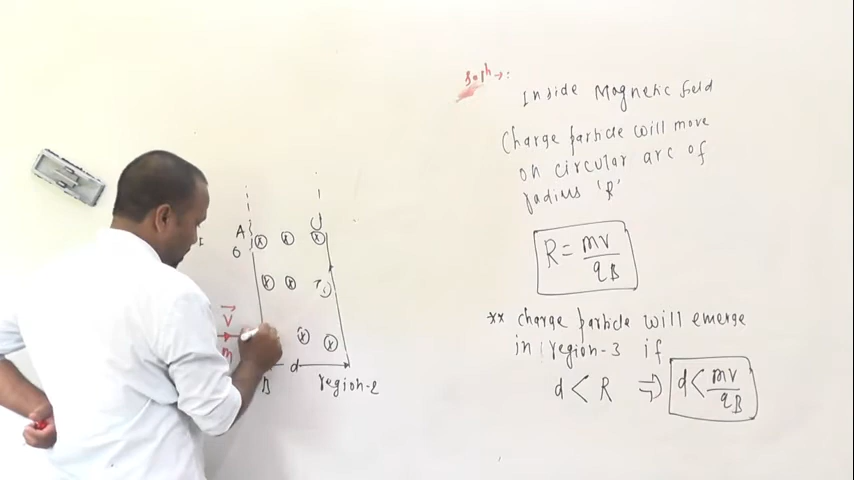 Solⁿ→:
Inside Magnetic field
Charge particle will move
on circular arc of
radius 'R'
R = mv/qB
** charge particle will emerge
in region-3 if
d < R ⇒ d < mv/qB
A
V
m
d
B
region-2